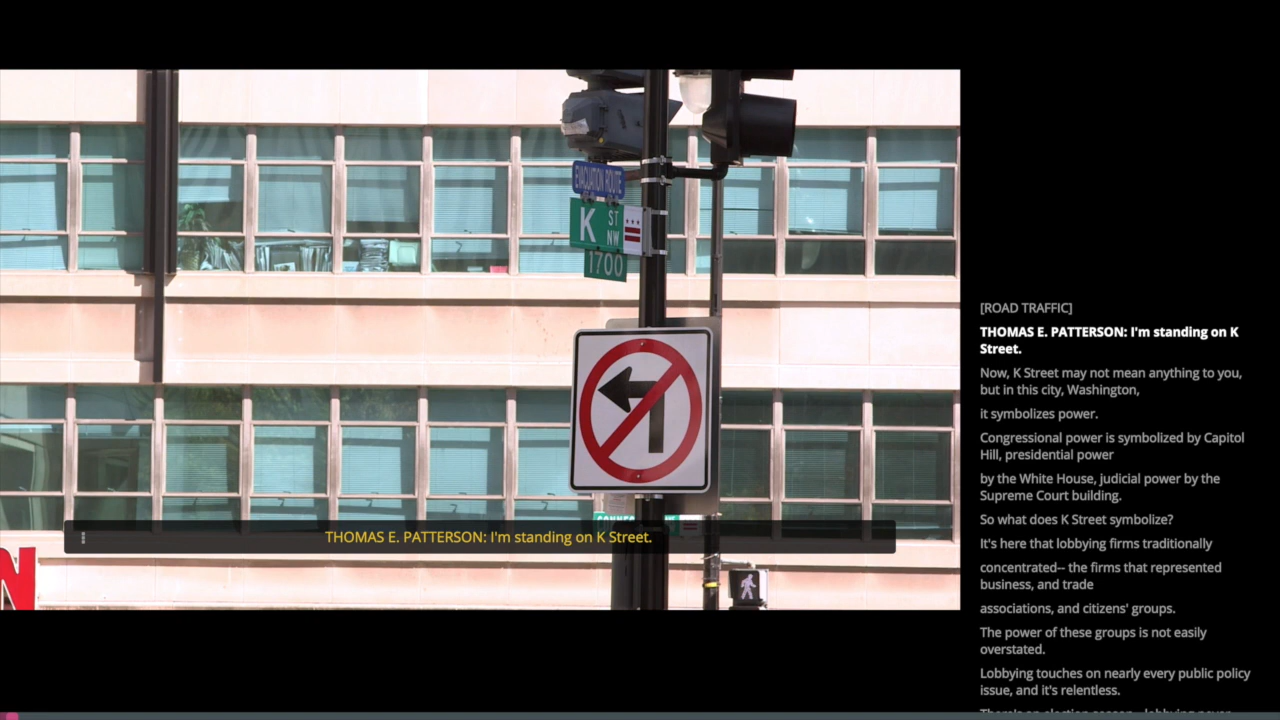 EVACUATION ROUTE
K ST NW
1700
N
THOMAS E. PATTERSON: I'm standing on K Street.
[ROAD TRAFFIC]
THOMAS E. PATTERSON: I'm standing on K
Street.
Now, K Street may not mean anything to you,
but in this city, Washington,
it symbolizes power.
Congressional power is symbolized by Capitol
Hill, presidential power
by the White House, judicial power by the
Supreme Court building.
So what does K Street symbolize?
It's here that lobbying firms traditionally
concentrated-- the firms that represented
business, and trade
associations, and citizens' groups.
The power of these groups is not easily
overstated.
Lobbying touches on nearly every public policy
issue, and it's relentless.